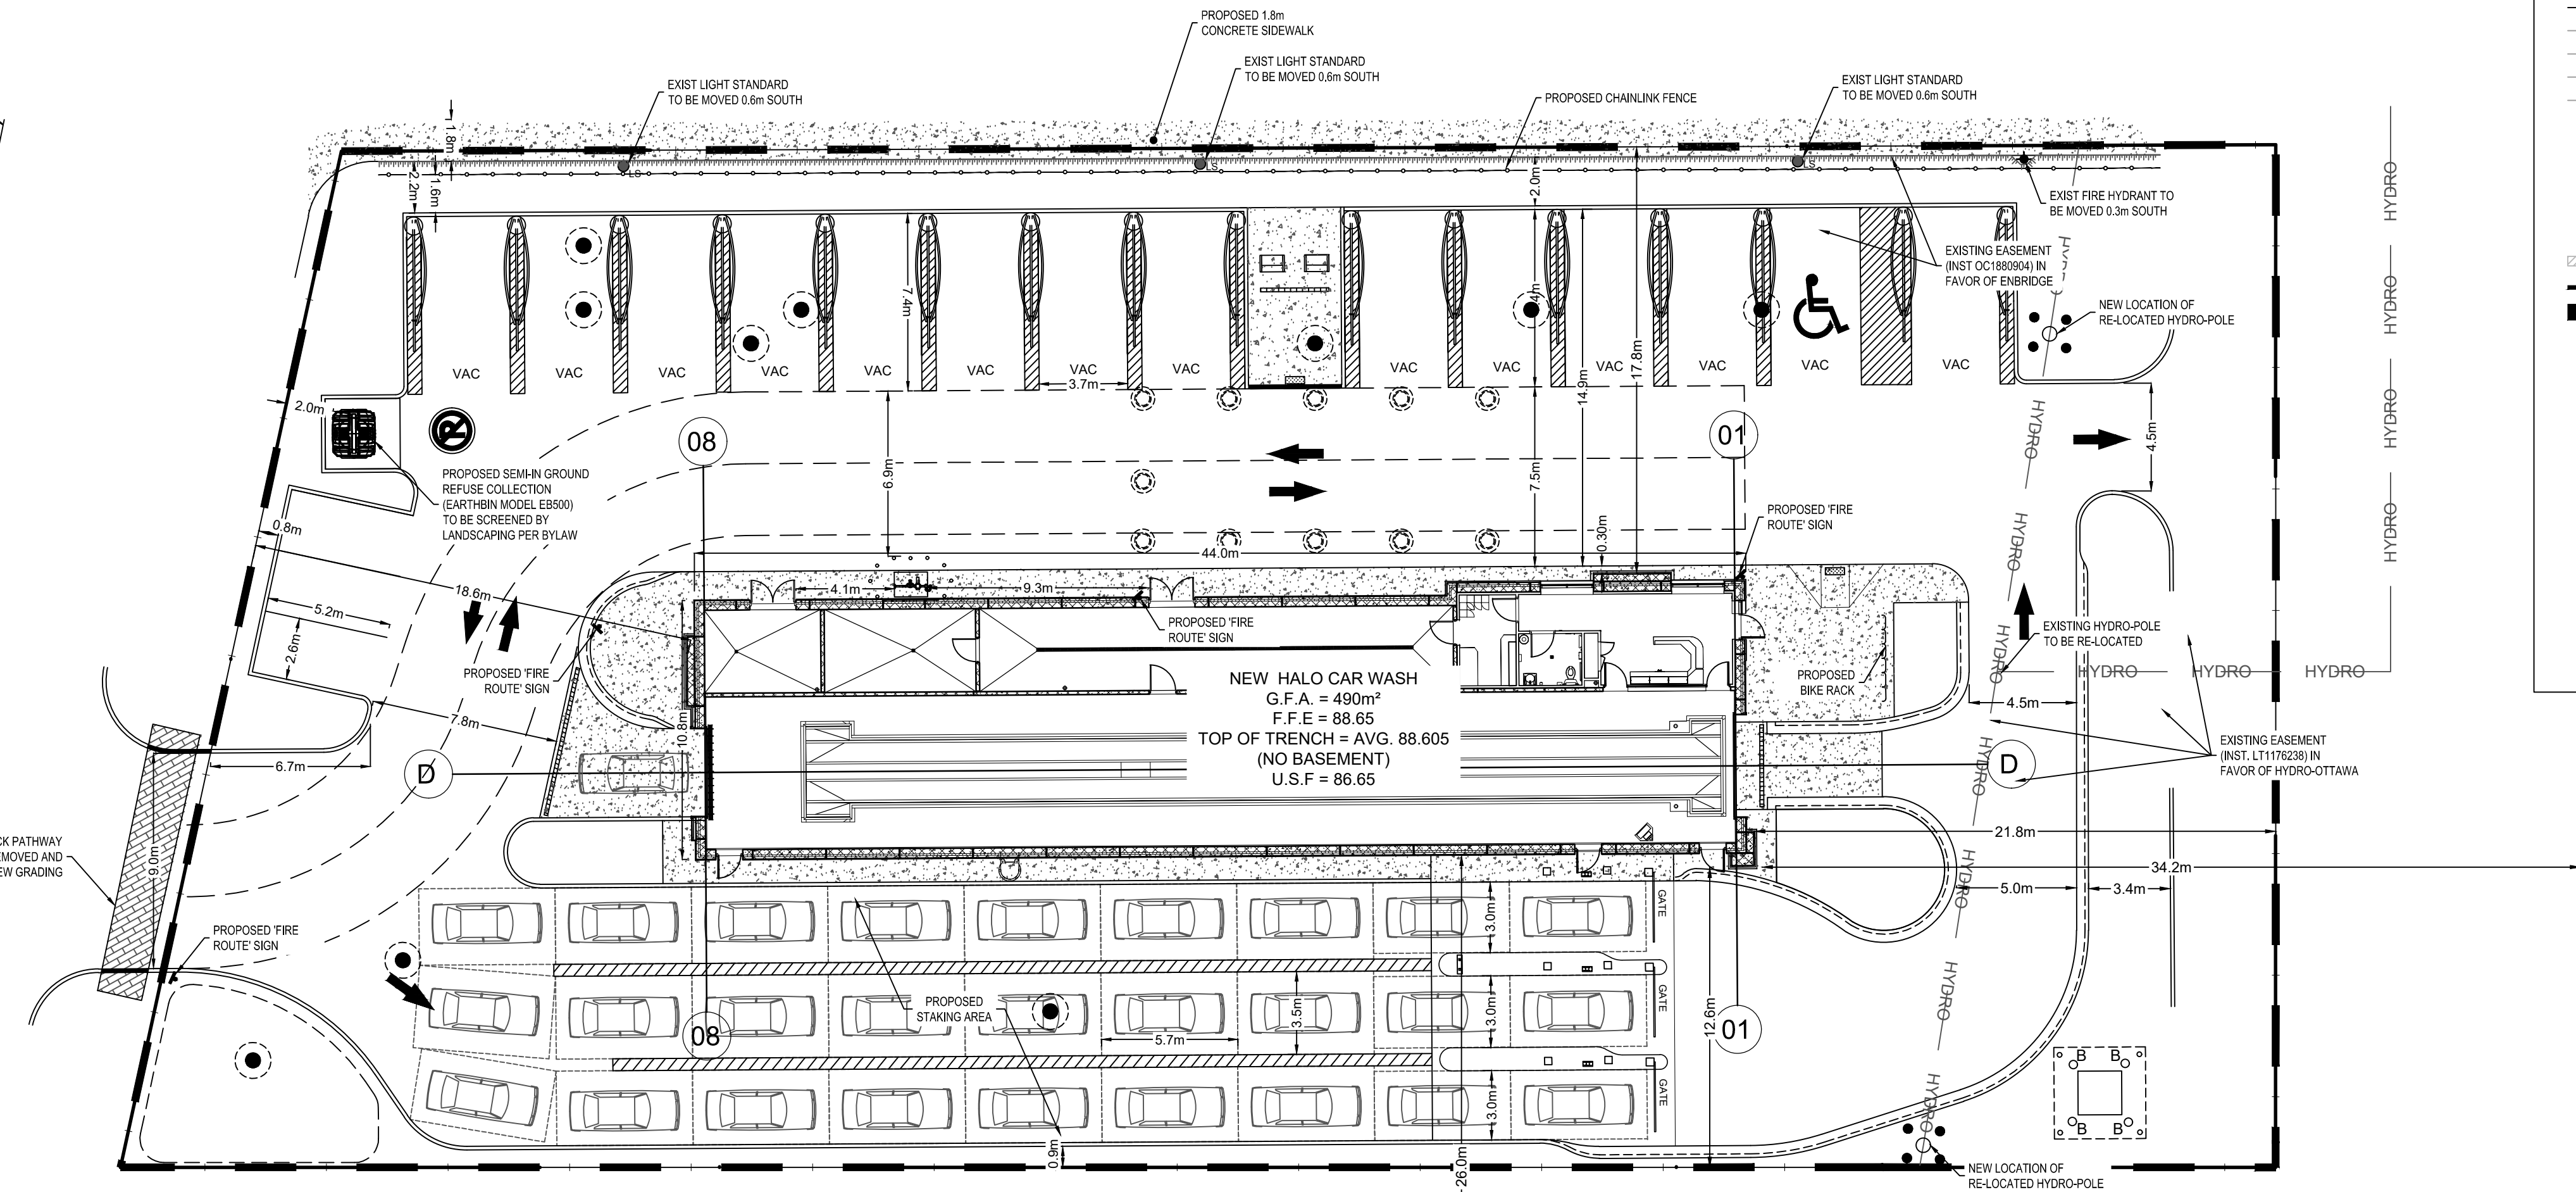 PROPOSED 1.8m
CONCRETE SIDEWALK
EXIST LIGHT STANDARD
TO BE MOVED 0.6m SOUTH
EXIST LIGHT STANDARD
TO BE MOVED 0,6m SOUTH
PROPOSED CHAINLINK FENCE
EXIST LIGHT STANDARD
TO BE MOVED 0.6m SOUTH
1.8m
LS
LS
LS
2.2m
1.6m
2.0m
HYDRO
EXIST FIRE HYDRANT TO
BE MOVED 0.3m SOUTH
EXISTING EASEMENT
(INST OC1880904) IN
FAVOR OF ENBRIDGE
HYDRO
NEW LOCATION OF
RE-LOCATED HYDRO-POLE
7.4m
17.8m
14.9m
VAC
VAC
VAC
VAC
VAC
VAC
VAC
VAC
VAC
VAC
VAC
VAC
VAC
VAC
3.7m
2.0m
R
08
01
HYDRO
4.5m
HYDRO
PROPOSED SEMI-IN GROUND
REFUSE COLLECTION
(EARTHBIN MODEL EB500)
TO BE SCREENED BY
LANDSCAPING PER BYLAW
6.9m
7.5m
0.8m
PROPOSED 'FIRE
ROUTE' SIGN
HYDRO
HYDRO
44.0m
0.30m
18.6m
4.1m
9.3m
5.2m
2.6m
PROPOSED 'FIRE
ROUTE' SIGN
PROPOSED 'FIRE
ROUTE' SIGN
EXISTING HYDRO-POLE
TO BE RE-LOCATED
HYDRO
HYDRO
HYDRO
HYDRO
PROPOSED
BIKE RACK
NEW HALO CAR WASH
G.F.A. = 490m²
F.F.E = 88.65
TOP OF TRENCH = AVG. 88.605
(NO BASEMENT)
U.S.F = 86.65
7.8m
10.8m
4.5m
6.7m
D
D
HYDRO
EXISTING EASEMENT
(INST. LT1176238) IN
FAVOR OF HYDRO-OTTAWA
21.8m
34.2m
CK PATHWAY
EMOVED AND
EW GRADING
9.0m
HYDRO
5.0m
3.4m
GATE
3.0m
PROPOSED 'FIRE
ROUTE' SIGN
HYDRO
PROPOSED
STAKING AREA
08
3.5m
3.0m
GATE
12.6m
01
5.7m
B
B
B
B
3.0m
GATE
HYDRO
0.9m
26.0m
NEW LOCATION OF
RE-LOCATED HYDRO-POLE